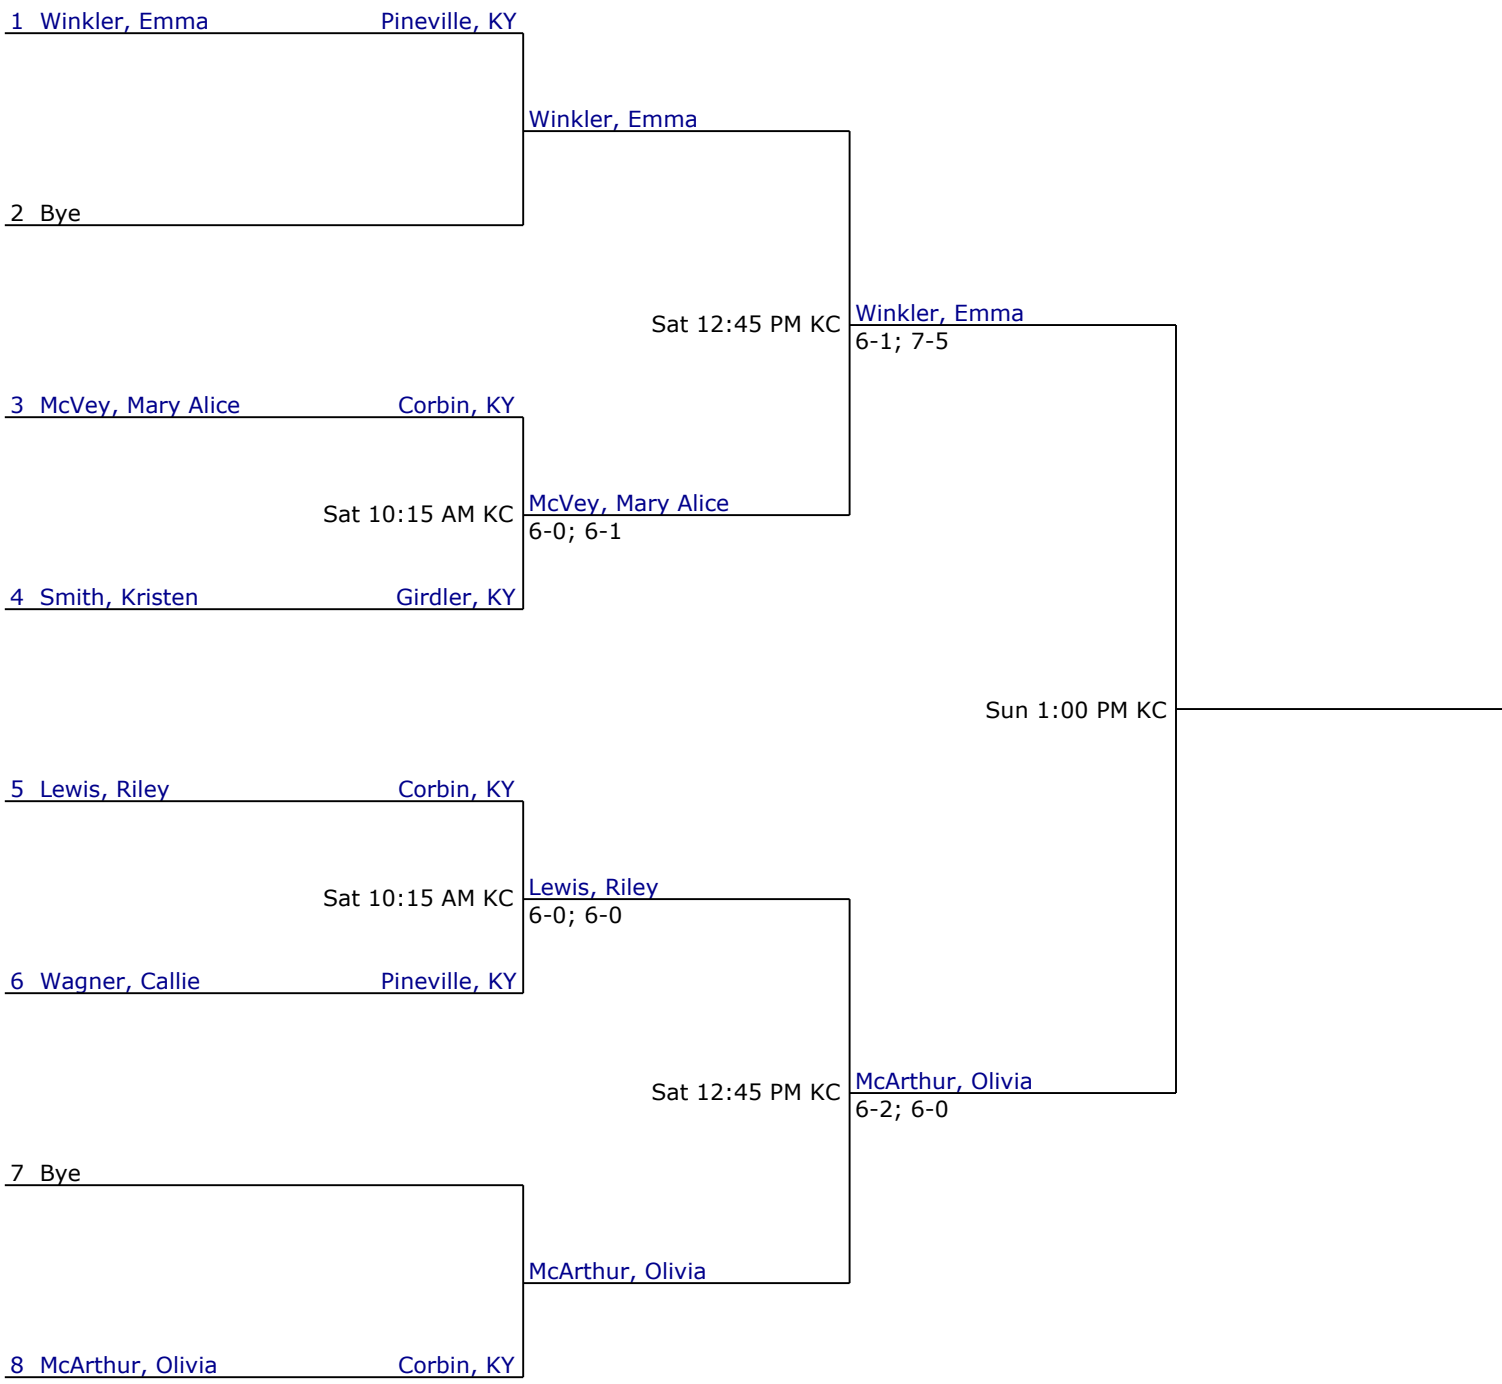 1 Winkler, Emma Pineville, KY
Winkler, Emma
2 Bye
Winkler, Emma
Sat 12:45 PM KC
6-1; 7-5
3 McVey, Mary Alice Corbin, KY
McVey, Mary Alice
Sat 10:15 AM KC
6-0; 6-1
4 Smith, Kristen Girdler, KY
Sun 1:00 PM KC
5 Lewis, Riley Corbin, KY
Lewis, Riley
Sat 10:15 AM KC
6-0; 6-0
6 Wagner, Callie Pineville, KY
McArthur, Olivia
Sat 12:45 PM KC
6-2; 6-0
7 Bye
McArthur, Olivia
8 McArthur, Olivia Corbin, KY